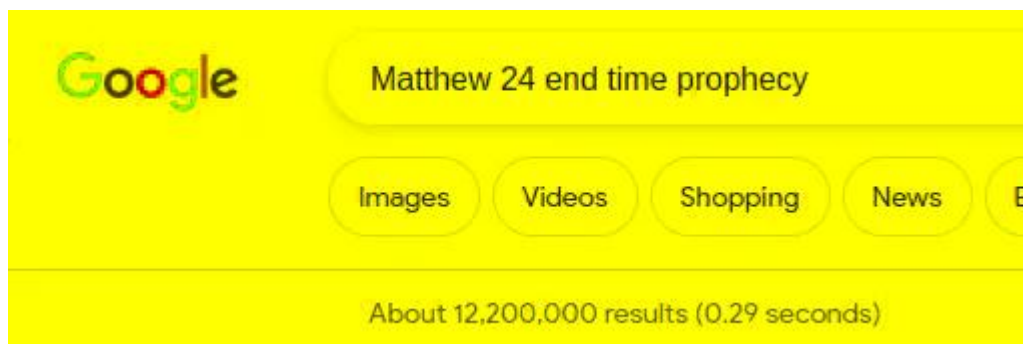 Google Matthew 24 end time prophecy
Images Videos Shopping News
About 12,200,000 results (0.29 seconds)